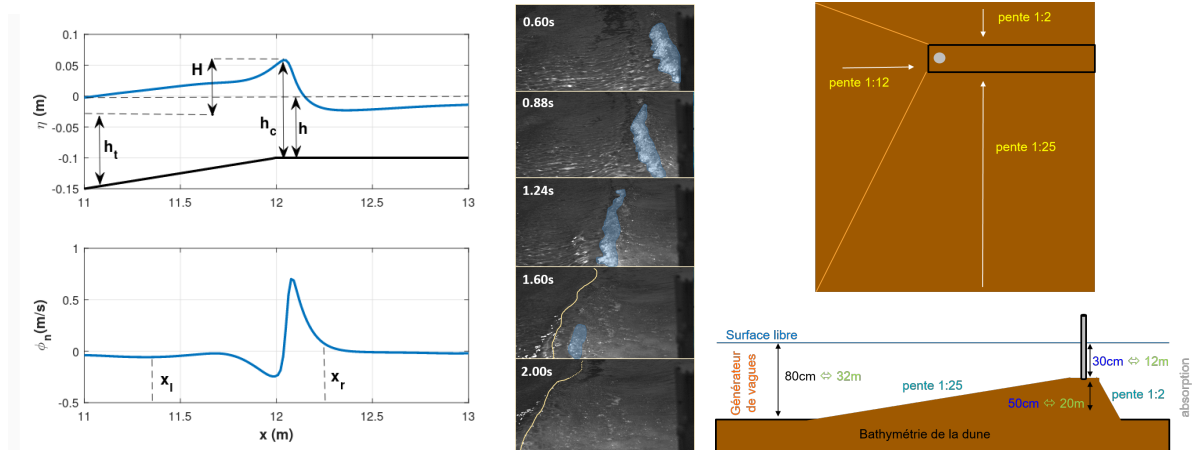 0.1
0.05
0
-0.05
-0.1
-0.15
η (m)
H
h_t
h_c
h
11
11.5
12
12.5
13
1
0.5
0
-0.5
ϕ_n(m/s)
x_l
x_r
11
11.5
12
12.5
13
x (m)
0.60s
0.88s
1.24s
1.60s
2.00s
pente 1:2
pente 1:12
pente 1:25
Surface libre
Générateur
de vagues
80cm ⇔ 32m
pente 1:25
30cm ⇔ 12m
50cm ⇔ 20m
pente 1:2
absorption
Bathymétrie de la dune